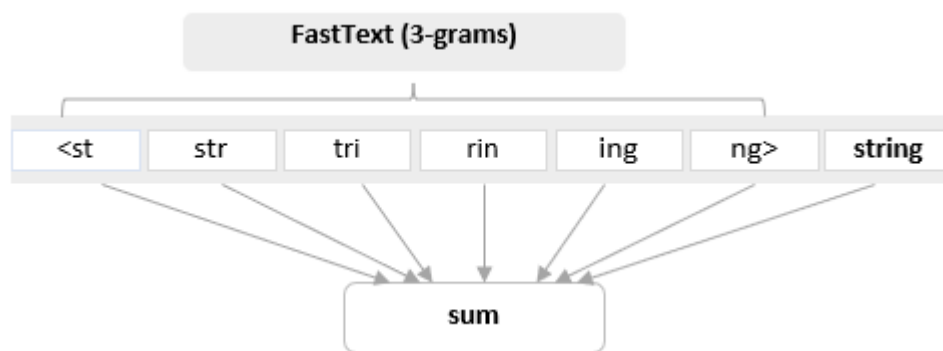 FastText (3-grams)
<st str tri rin ing ng> string
sum